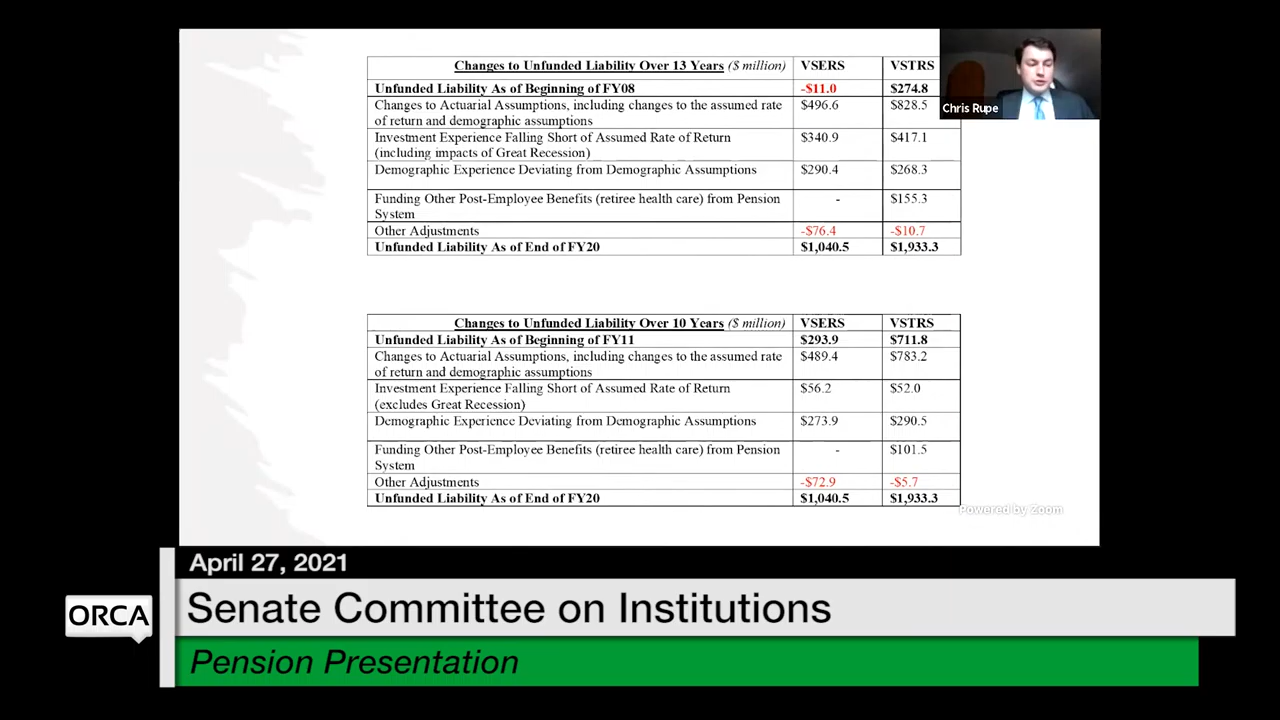 Changes to Unfunded Liability Over 13 Years ($ million) VSERS VSTRS
Unfunded Liability As of Beginning of FY08 -$11.0 $274.8
Changes to Actuarial Assumptions, including changes to the assumed rate $496.6 $828.5
of return and demographic assumptions
Investment Experience Falling Short of Assumed Rate of Return $340.9 $417.1
(including impacts of Great Recession)
Demographic Experience Deviating from Demographic Assumptions $290.4 $268.3
Funding Other Post-Employee Benefits (retiree health care) from Pension - $155.3
System
Other Adjustments -$76.4 -$10.7
Unfunded Liability As of End of FY20 $1,040.5 $1,933.3
Chris Rupe
Changes to Unfunded Liability Over 10 Years ($ million) VSERS VSTRS
Unfunded Liability As of Beginning of FY11 $293.9 $711.8
Changes to Actuarial Assumptions, including changes to the assumed rate $489.4 $783.2
of return and demographic assumptions
Investment Experience Falling Short of Assumed Rate of Return $56.2 $52.0
(excludes Great Recession)
Demographic Experience Deviating from Demographic Assumptions $273.9 $290.5
Funding Other Post-Employee Benefits (retiree health care) from Pension - $101.5
System
Other Adjustments -$72.9 -$5.7
Unfunded Liability As of End of FY20 $1,040.5 $1,933.3
Powered by Zoom
April 27, 2021
ORCA
Senate Committee on Institutions
Pension Presentation